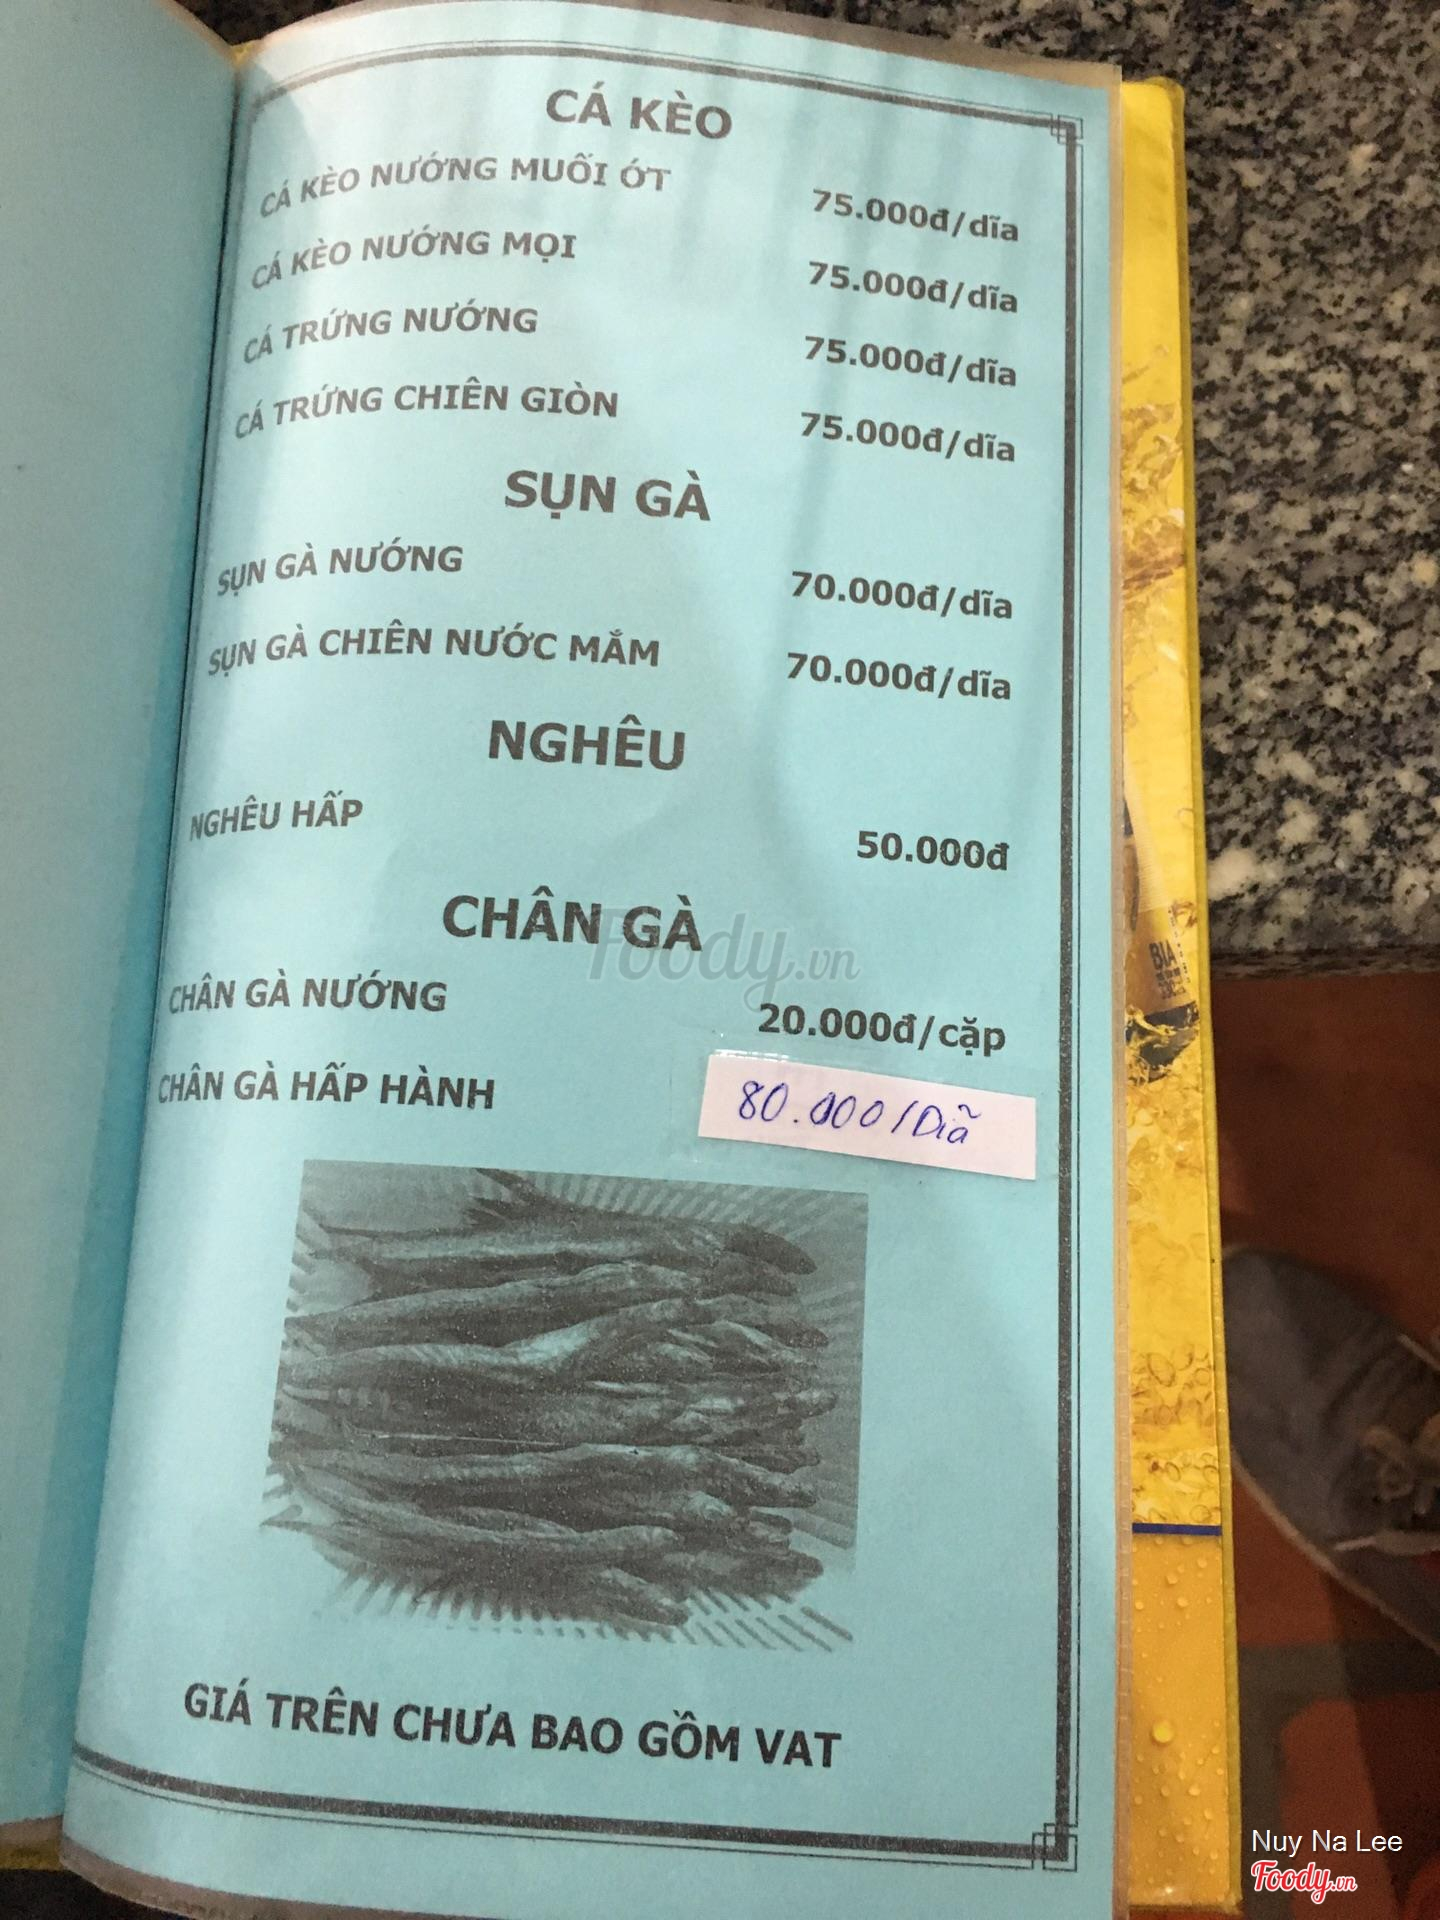 CÁ KÈO
CÁ KÈO NƯỚNG MUỐI ỚT 75.000đ/dĩa
CÁ KÈO NƯỚNG MỌI 75.000đ/dĩa
CÁ TRỨNG NƯỚNG 75.000đ/dĩa
CÁ TRỨNG CHIÊN GIÒN 75.000đ/dĩa
SỤN GÀ
SỤN GÀ NƯỚNG 70.000đ/dĩa
SỤN GÀ CHIÊN NƯỚC MẮM 70.000đ/dĩa
NGHÊU
NGHÊU HẤP 50.000đ
CHÂN GÀ
Foody.vn
CHÂN GÀ NƯỚNG 20.000đ/cặp
CHÂN GÀ HẤP HÀNH 80.000/Dĩa
GIÁ TRÊN CHƯA BAO GỒM VAT
BIA
Nuy Na Lee
Foody.vn